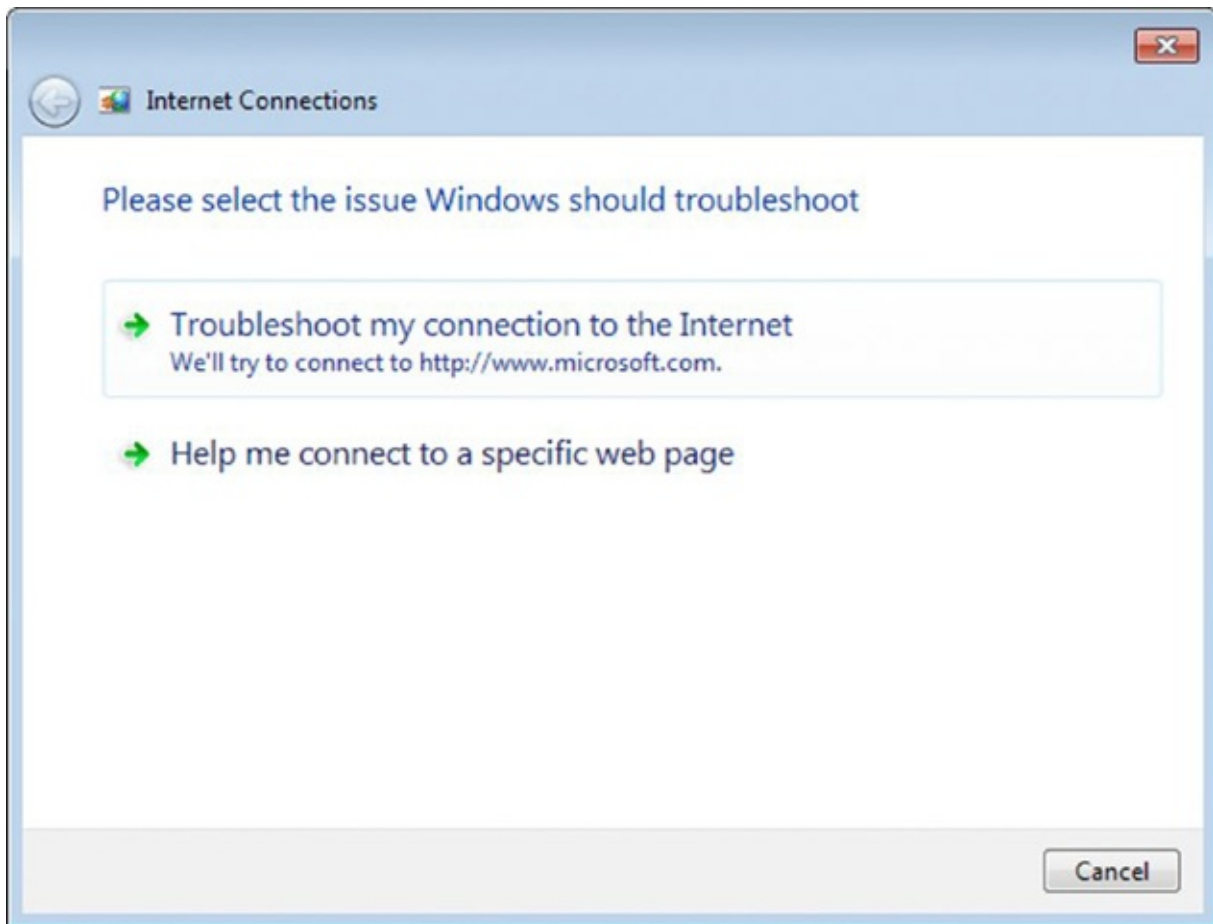 Internet Connections
Please select the issue Windows should troubleshoot
Troubleshoot my connection to the Internet
We'll try to connect to http://www.microsoft.com.
Help me connect to a specific web page
Cancel